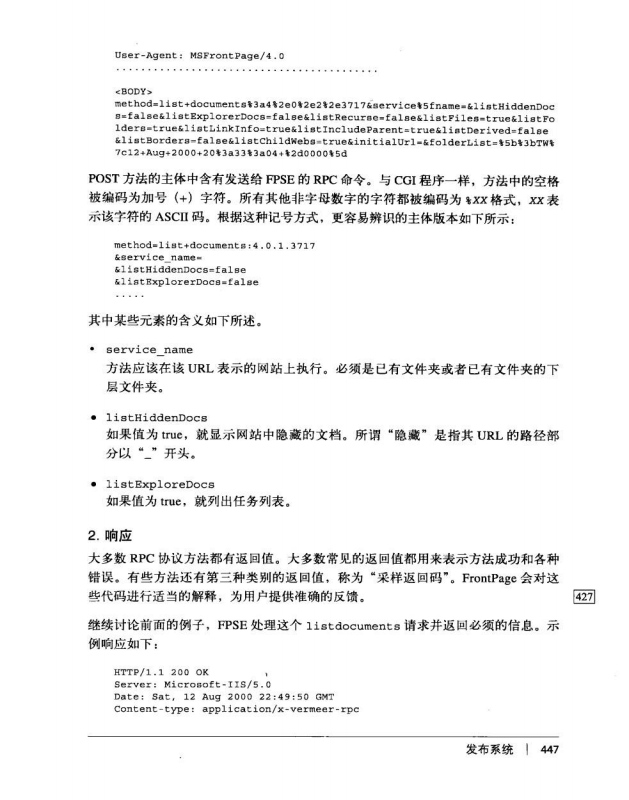 User-Agent: MSFrontPage/4.0
..........................................
<BODY>
method=list+documents%3a4%2e0%2e2%2e3717&service%5fname=&listHiddenDoc
s=false&listExplorerDocs=false&listRecurse=false&listFiles=true&listFo
lders=true&listLinkInfo=true&listIncludeParent=true&listDerived=false
&listBorders=false&listChildWebs=true&initialUrl=&folderList=%5b%3bTW%
7c12+Aug+2000+20%3a33%3a04+%2d0000%5d
POST 方法的主体中含有发送给 FPSE 的 RPC 命令。与 CGI 程序一样，方法中的空格
被编码为加号（+）字符。所有其他非字母数字的字符都被编码为 %XX 格式，XX 表
示该字符的 ASCII 码。根据这种记号方式，更容易辨识的主体版本如下所示：
method=list+documents:4.0.1.3717
&service_name=
&listHiddenDocs=false
&listExplorerDocs=false
.....
其中某些元素的含义如下所述。
• service_name
方法应该在该 URL 表示的网站上执行。必须是已有文件夹或者已有文件夹的下
层文件夹。
• listHiddenDocs
如果值为 true，就显示网站中隐藏的文档。所谓“隐藏”是指其 URL 的路径部
分以“_”开头。
• listExploreDocs
如果值为 true，就列出任务列表。
2. 响应
大多数 RPC 协议方法都有返回值。大多数常见的返回值都用来表示方法成功和各种
错误。有些方法还有第三种类别的返回值，称为“采样返回码”。FrontPage 会对这
些代码进行适当的解释，为用户提供准确的反馈。
427
继续讨论前面的例子，FPSE 处理这个 listdocuments 请求并返回必须的信息。示
例响应如下：
HTTP/1.1 200 OK
Server: Microsoft-IIS/5.0
Date: Sat, 12 Aug 2000 22:49:50 GMT
Content-type: application/x-vermeer-rpc
发布系统 | 447